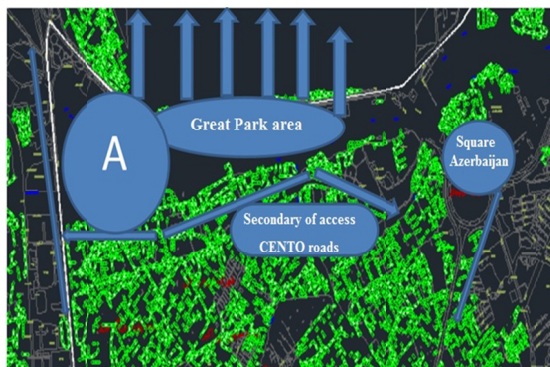 A
Great Park area
Square
Azerbaijan
Secondary of access
CENTO roads